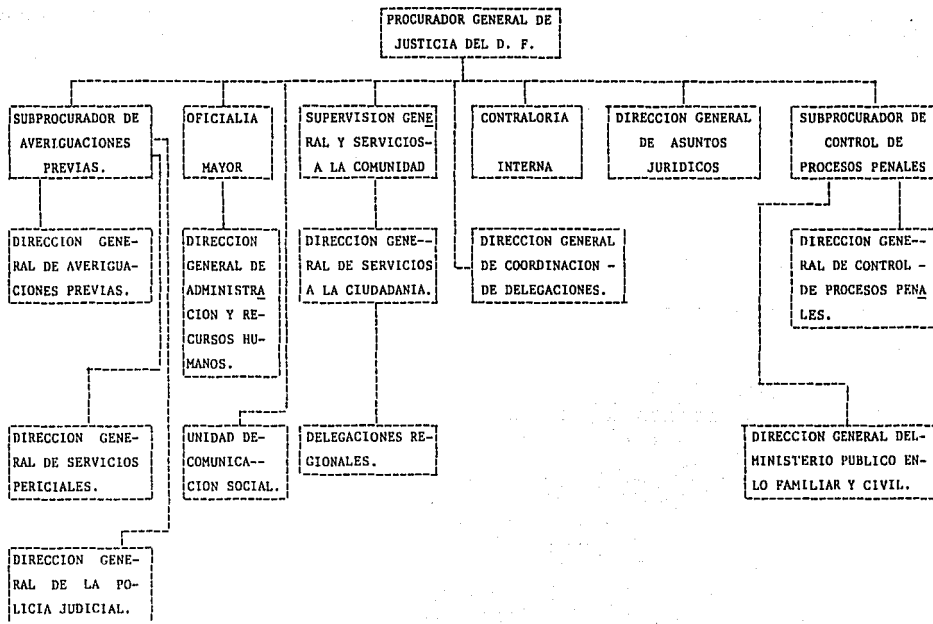 PROCURADOR GENERAL DE
JUSTICIA DEL D. F.
SUBPROCURADOR DE
AVERIGUACIONES
PREVIAS.
OFICIALIA
MAYOR
SUPERVISION GENE
RAL Y SERVICIOS-
A LA COMUNIDAD
CONTRALORIA
INTERNA
DIRECCION GENERAL
DE ASUNTOS
JURIDICOS
SUBPROCURADOR DE
CONTROL DE
PROCESOS PENALES
DIRECCION GENE-
RAL DE AVERIGUA-
CIONES PREVIAS.
DIRECCION
GENERAL DE
ADMINISTRA
CION Y RE-
CURSOS HU-
MANOS.
DIRECCION GENE--
RAL DE SERVICIOS
A LA CIUDADANIA.
DIRECCION GENERAL
DE COORDINACION -
DE DELEGACIONES.
DIRECCION GENE--
RAL DE CONTROL -
DE PROCESOS PENA
LES.
DIRECCION GENE-
RAL DE SERVICIOS
PERICIALES.
UNIDAD DE-
COMUNICA--
CION SOCIAL.
DELEGACIONES RE-
GIONALES.
DIRECCION GENERAL DEL-
MINISTERIO PUBLICO EN-
LO FAMILIAR Y CIVIL.
DIRECCION GENE-
RAL DE LA PO-
LICIA JUDICIAL.